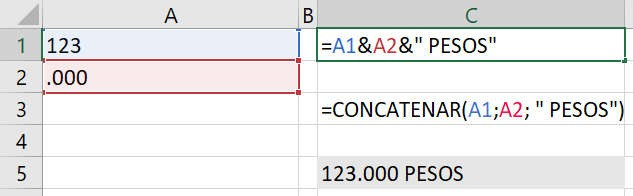 A B C
1 123 =A1&A2&" PESOS"
2 .000
3 =CONCATENAR(A1;A2; " PESOS")
4
5 123.000 PESOS